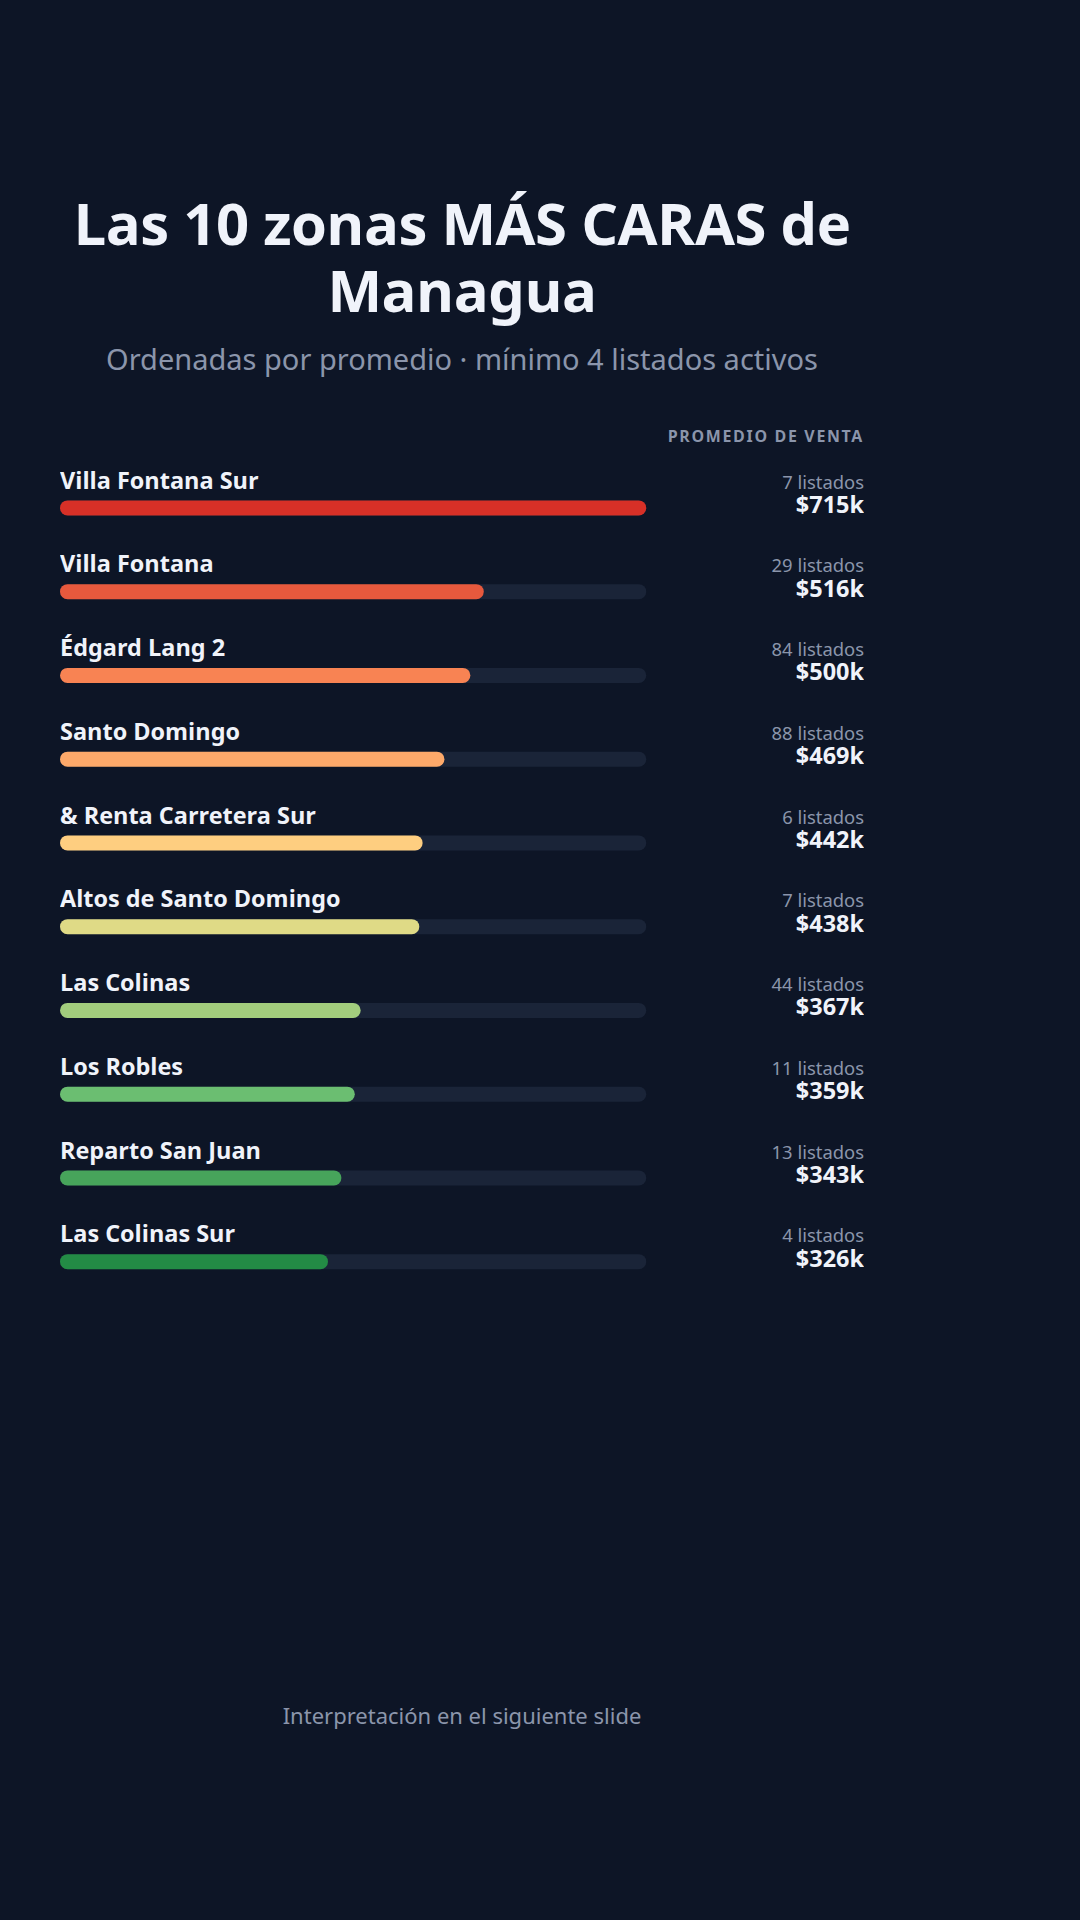 Las 10 zonas MÁS CARAS de
Managua
Ordenadas por promedio · mínimo 4 listados activos
PROMEDIO DE VENTA
Villa Fontana Sur
7 listados
$715k
Villa Fontana
29 listados
$516k
Édgard Lang 2
84 listados
$500k
Santo Domingo
88 listados
$469k
& Renta Carretera Sur
6 listados
$442k
Altos de Santo Domingo
7 listados
$438k
Las Colinas
44 listados
$367k
Los Robles
11 listados
$359k
Reparto San Juan
13 listados
$343k
Las Colinas Sur
4 listados
$326k
Interpretación en el siguiente slide